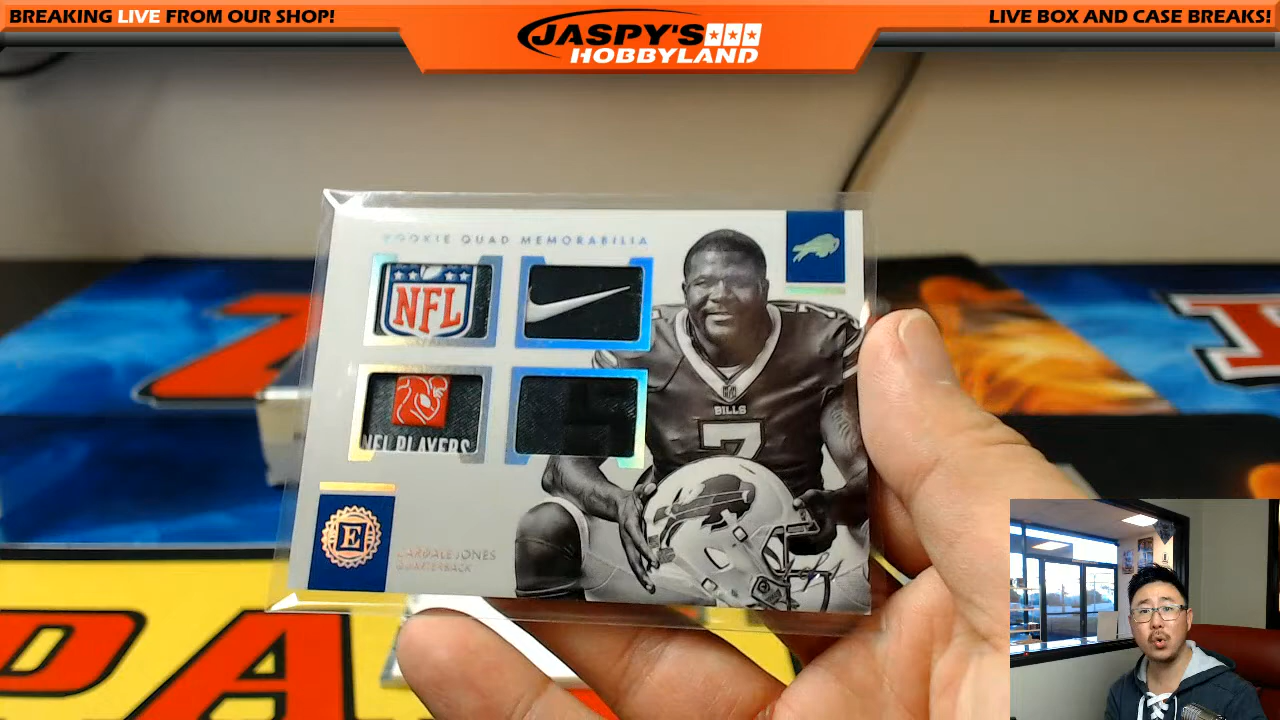 BREAKING LIVE FROM OUR SHOP!
JASPY'S
HOBBYLAND
LIVE BOX AND CASE BREAKS!
ROOKIE QUAD MEMORABILIA
NFL
NFL PLAYERS
BILLS
7
E
CARDALE JONES
QUARTERBACK